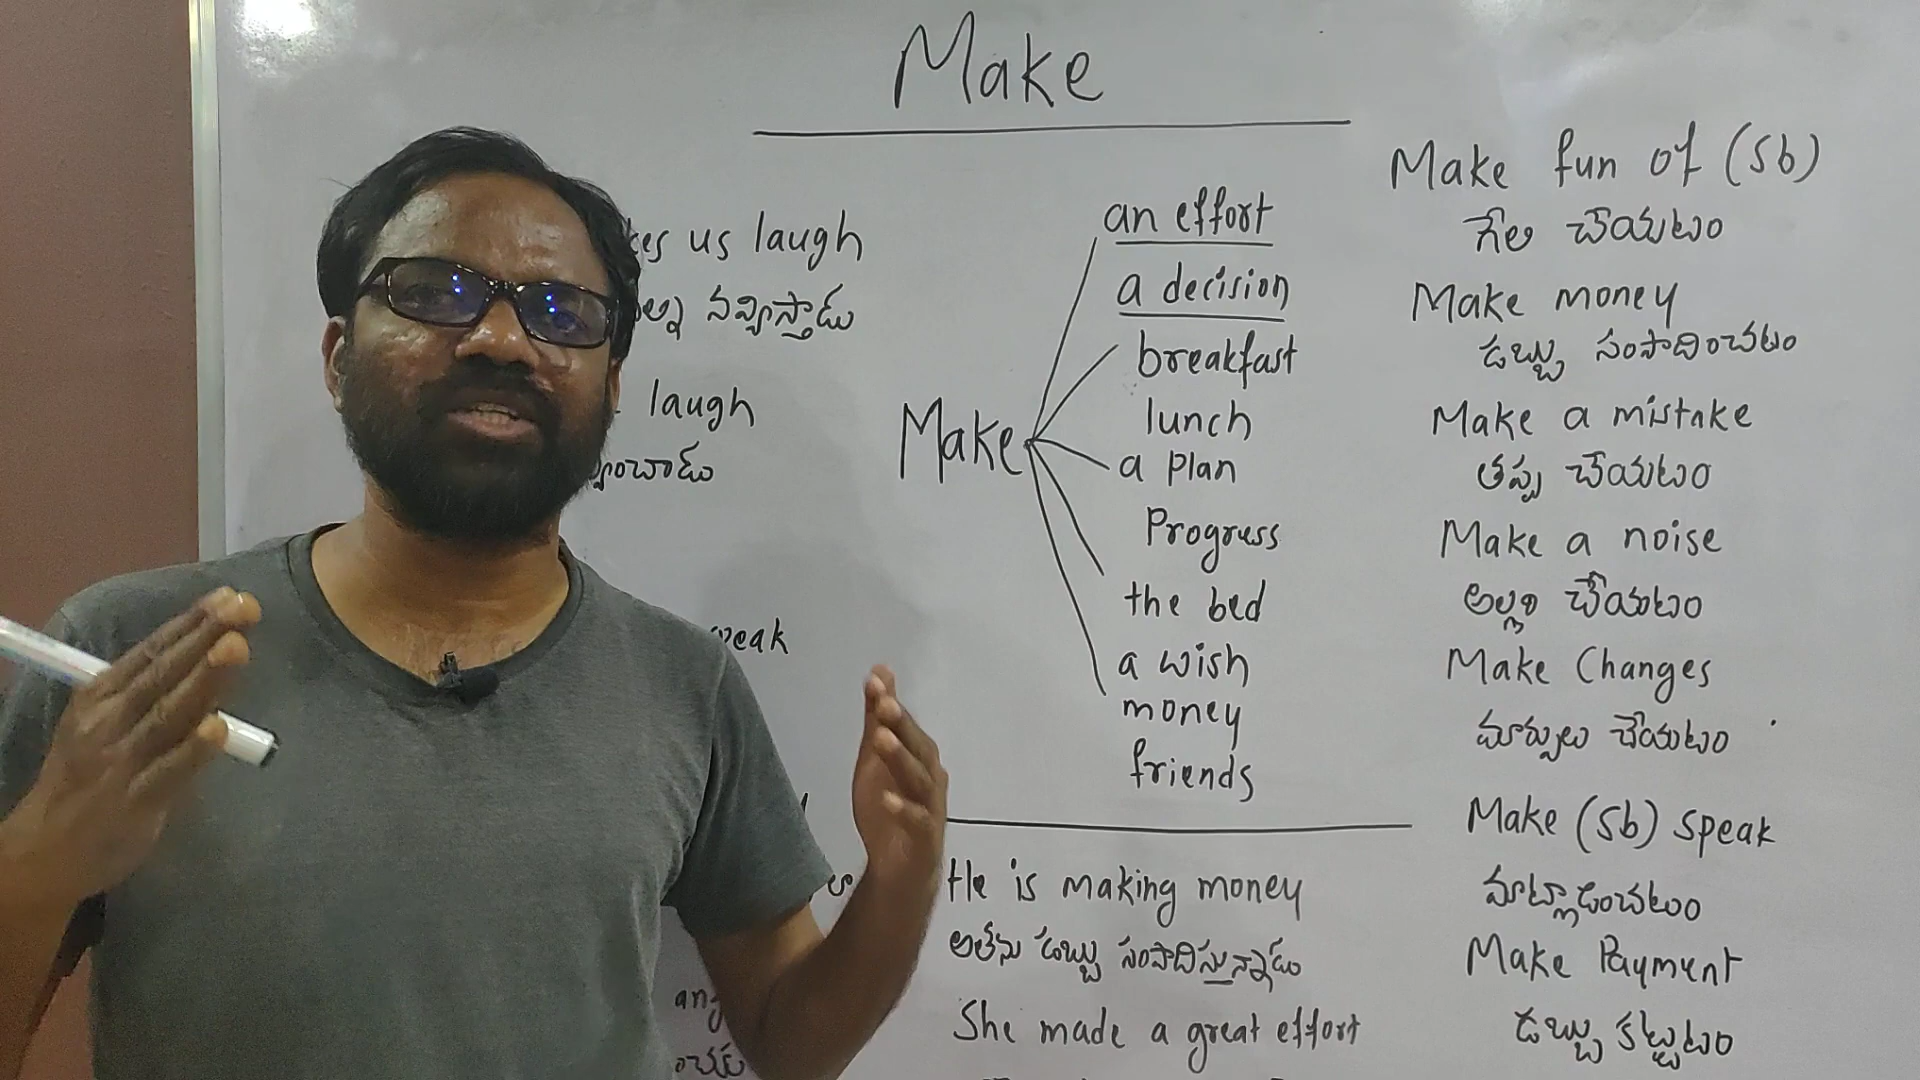 Make
us laugh
నవ్విస్తాడు
laugh
an effort
a decision
breakfast
lunch
Make
a plan
Progress
the bed
a wish
money
friends
Make fun of (sb)
గేలి చేయటం
Make money
డబ్బు సంపాదించటం
Make a mistake
తప్పు చేయటం
Make a noise
అల్లరి చేయటం
Make Changes
మార్పులు చేయటం
Make (sb) speak
మాట్లాడించటం
Make Payment
డబ్బు కట్టటం
He is making money
అతను డబ్బు సంపాదిస్తున్నాడు
She made a great effort